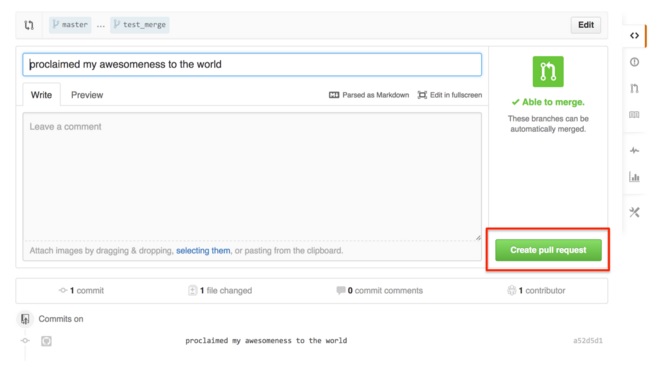 master ... test_merge Edit
proclaimed my awesomeness to the world
Write Preview Parsed as Markdown Edit in fullscreen
Leave a comment
Attach images by dragging & dropping, selecting them, or pasting from the clipboard.
✓ Able to merge.
These branches can be
automatically merged.
Create pull request
1 commit 1 file changed 0 commit comments 1 contributor
Commits on
proclaimed my awesomeness to the world a52d5d1